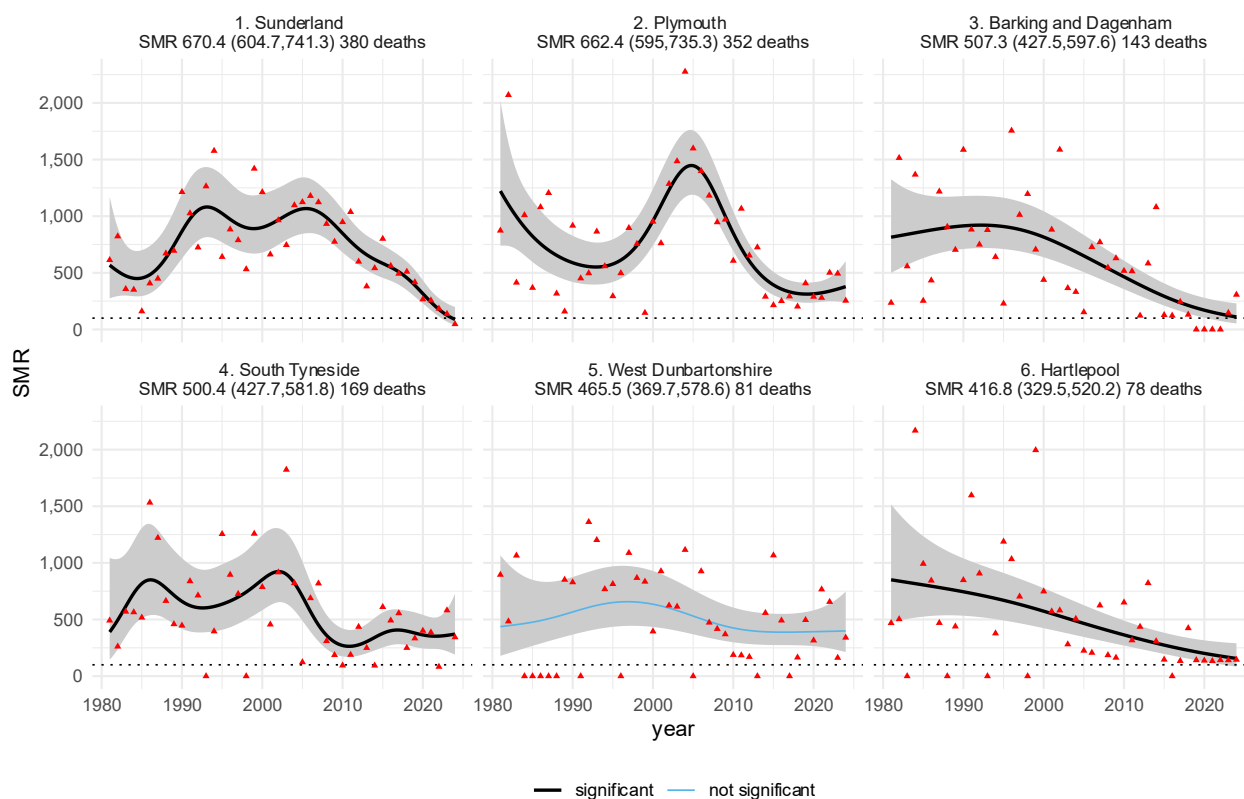 1. Sunderland
SMR 670.4 (604.7,741.3) 380 deaths
2. Plymouth
SMR 662.4 (595,735.3) 352 deaths
3. Barking and Dagenham
SMR 507.3 (427.5,597.6) 143 deaths
2,000
1,500
1,000
500
0
SMR
4. South Tyneside
SMR 500.4 (427.7,581.8) 169 deaths
5. West Dunbartonshire
SMR 465.5 (369.7,578.6) 81 deaths
6. Hartlepool
SMR 416.8 (329.5,520.2) 78 deaths
2,000
1,500
1,000
500
0
1980 1990 2000 2010 2020 1980 1990 2000 2010 2020 1980 1990 2000 2010 2020
year
significant not significant